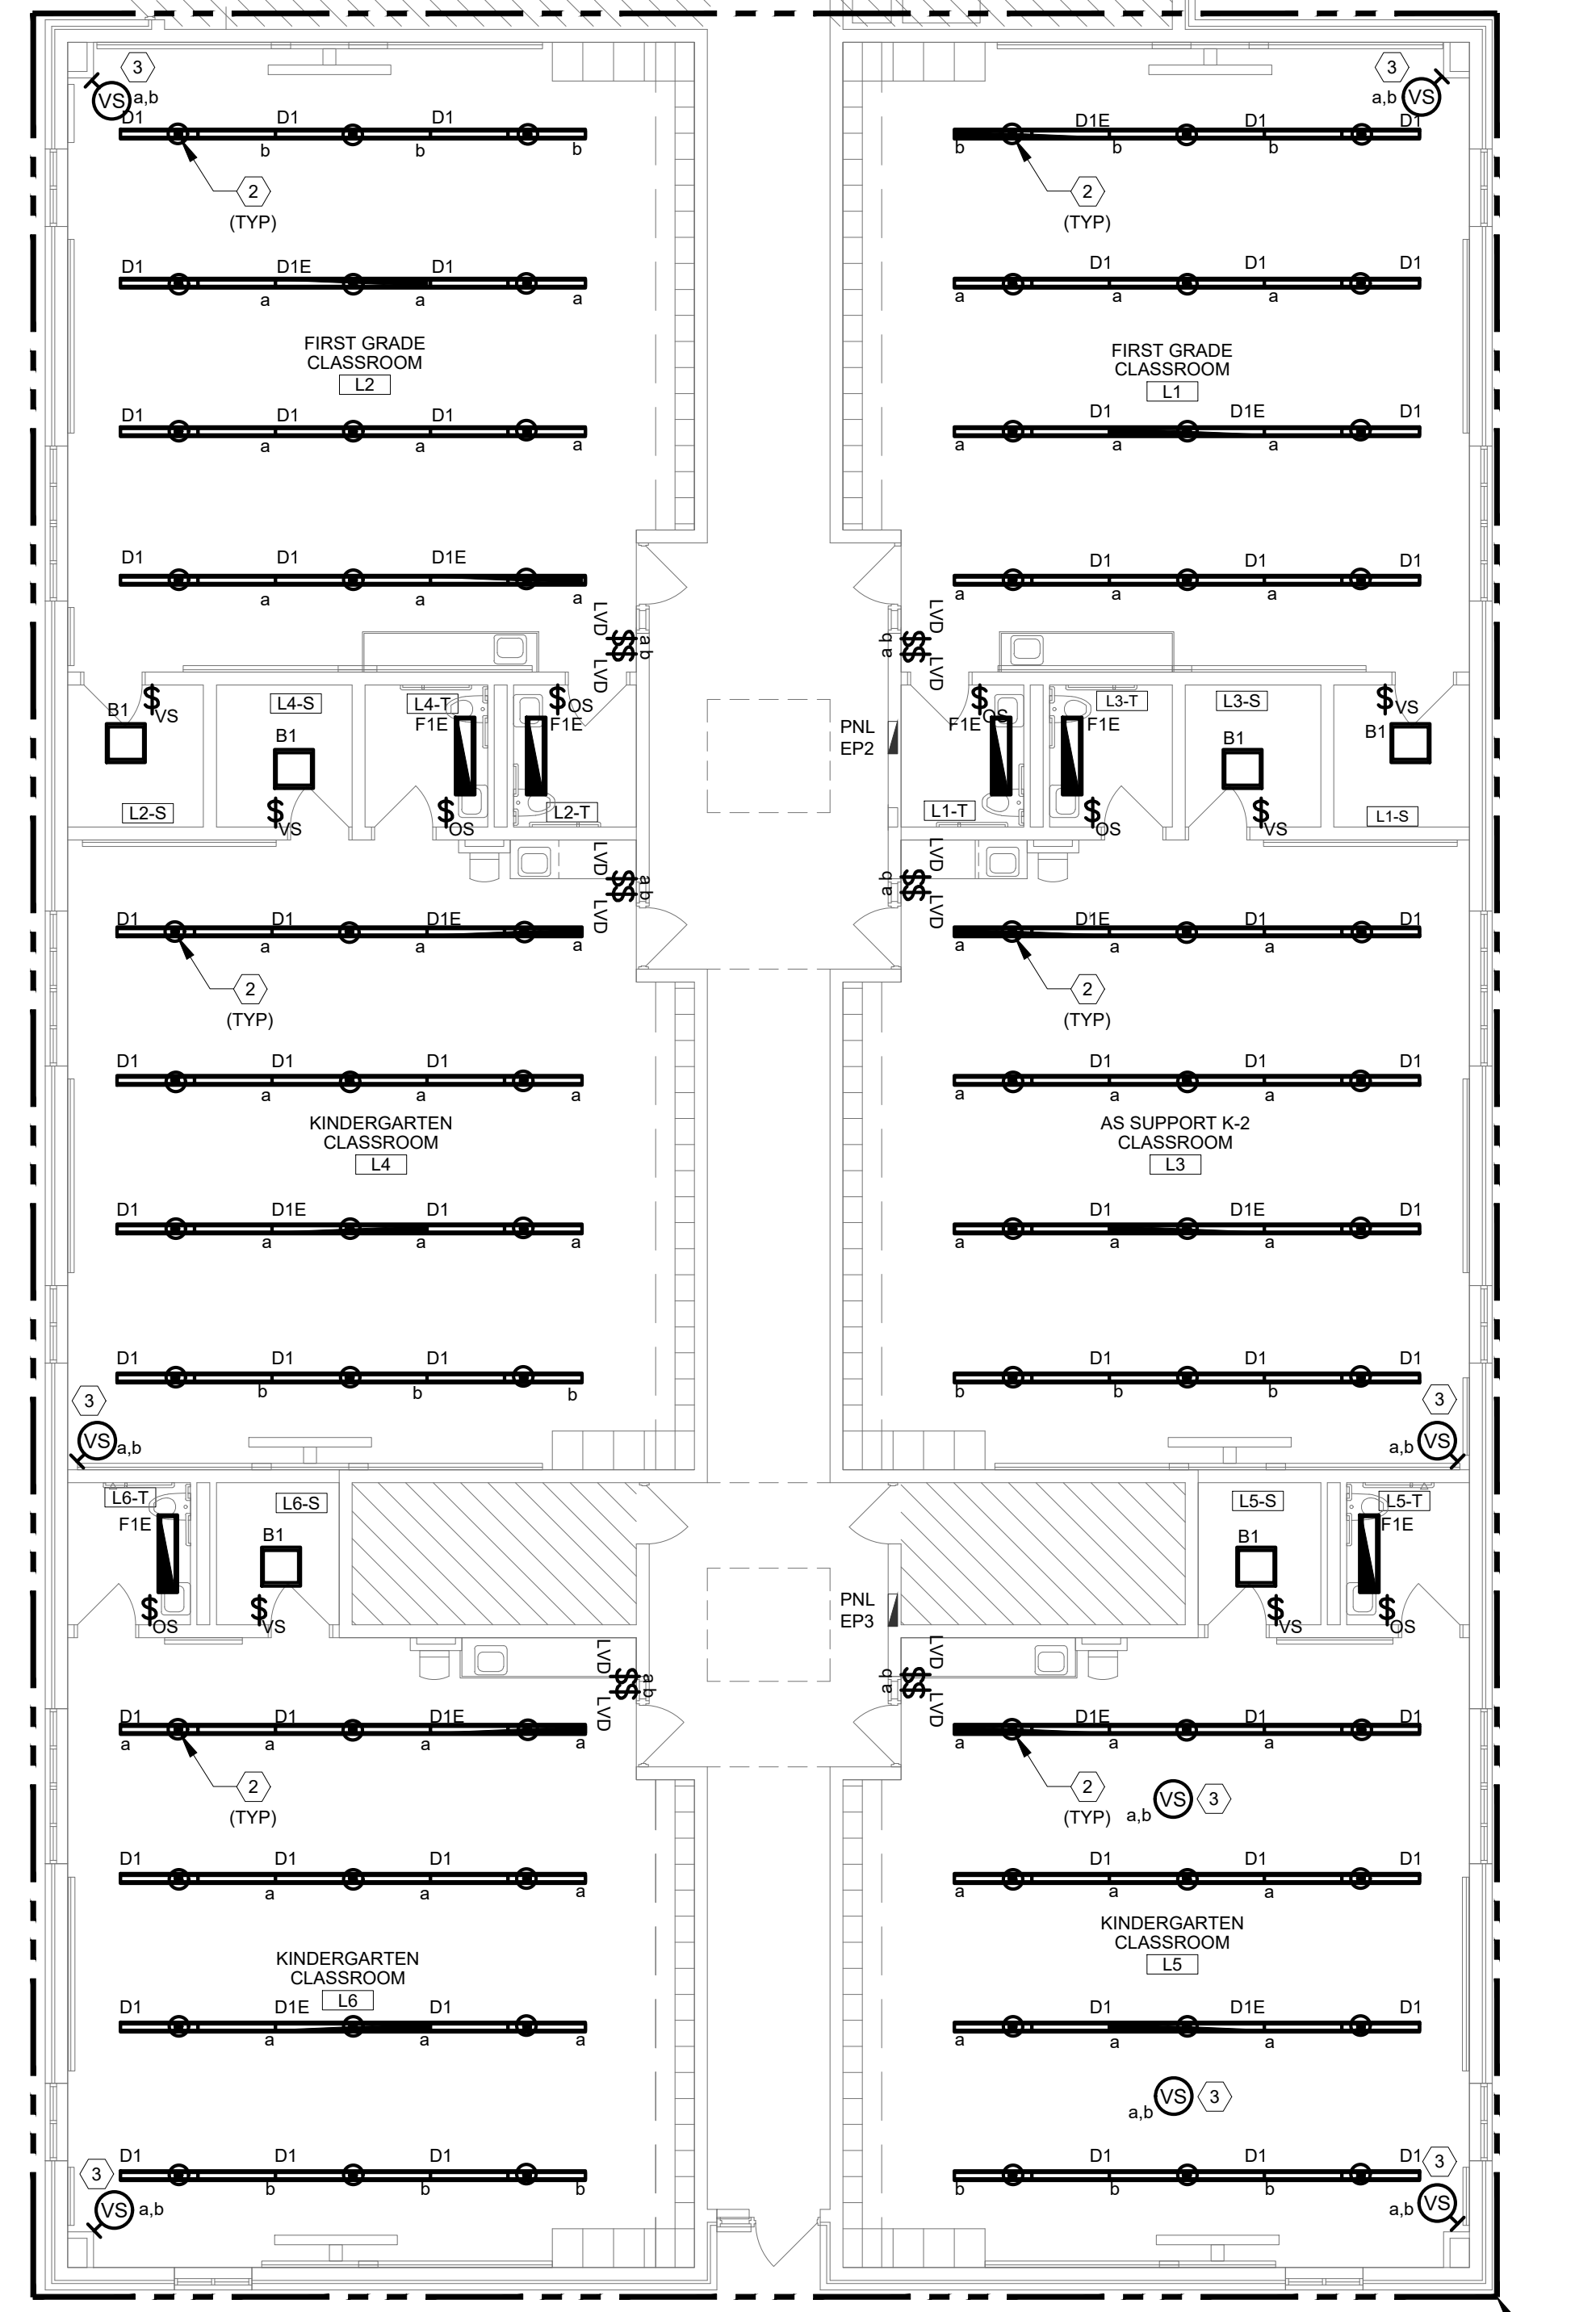 3
3
VS
a,b
a,b
VS
D1
D1
D1
D1E
D1
D1
b
b
b
b
b
b
2
2
(TYP)
(TYP)
D1
D1E
D1
D1
D1
D1
a
a
a
a
a
a
FIRST GRADE
CLASSROOM
L2
FIRST GRADE
CLASSROOM
L1
D1
D1
D1
D1
D1E
D1
a
a
a
a
a
a
D1
D1
D1E
D1
D1
D1
a
a
a
a
a
a
LVD
$$
a b
LVD
LVD
$$
a b
LVD
B1
$
VS
L4-S
B1
L4-T
F1E
$
OS
F1E
PNL
EP2
$
OS
F1E
L3-T
F1E
L3-S
B1
$
VS
B1
L2-S
$
VS
$
OS
L2-T
L1-T
$
OS
$
VS
L1-S
LVD
$$
a b
LVD
LVD
$$
a b
LVD
D1
D1
D1E
D1E
D1
D1
a
a
a
a
a
a
2
2
(TYP)
(TYP)
D1
D1
D1
D1
D1
D1
a
a
a
a
a
a
KINDERGARTEN
CLASSROOM
L4
AS SUPPORT K-2
CLASSROOM
L3
D1
D1E
D1
D1
D1E
D1
a
a
a
a
a
a
D1
D1
D1
D1
D1
D1
b
b
b
b
b
b
3
3
VS
a,b
a,b
VS
L6-T
F1E
L6-S
B1
L5-S
B1
L5-T
F1E
$
OS
$
VS
PNL
EP3
$
VS
$
OS
LVD
$$
a b
LVD
LVD
$$
a b
LVD
D1
D1
D1E
D1E
D1
D1
a
a
a
a
a
a
a
2
2
(TYP)
(TYP)
VS
3
a,b
D1
D1
D1
D1
D1
D1
a
a
a
a
a
a
KINDERGARTEN
CLASSROOM
L6
KINDERGARTEN
CLASSROOM
L5
D1
D1E
D1
D1
D1E
D1
a
a
a
a
a
a
VS
3
a,b
D1
D1
D1
D1
D1
D1
3
3
b
b
b
b
b
b
VS
a,b
a,b
VS